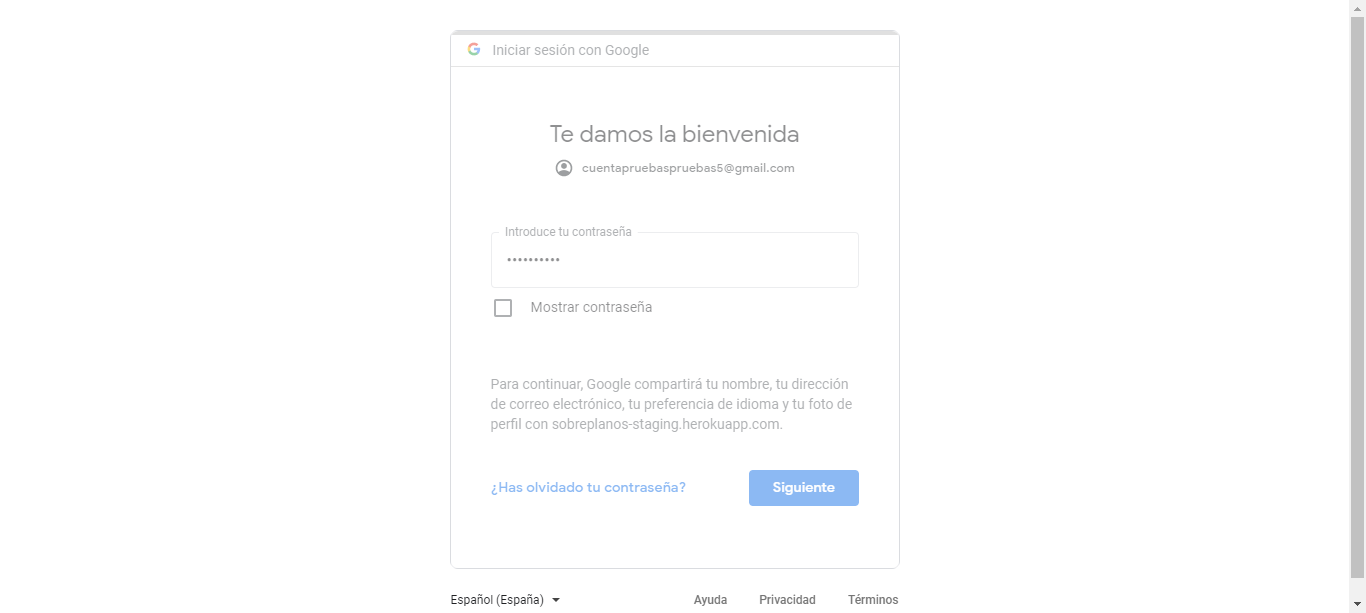 Iniciar sesión con Google
Te damos la bienvenida
cuentapruebaspruebas5@gmail.com
Introduce tu contraseña
••••••••••
Mostrar contraseña
Para continuar, Google compartirá tu nombre, tu dirección
de correo electrónico, tu preferencia de idioma y tu foto de
perfil con sobreplanos-staging.herokuapp.com.
¿Has olvidado tu contraseña?
Siguiente
Español (España)
Ayuda
Privacidad
Términos